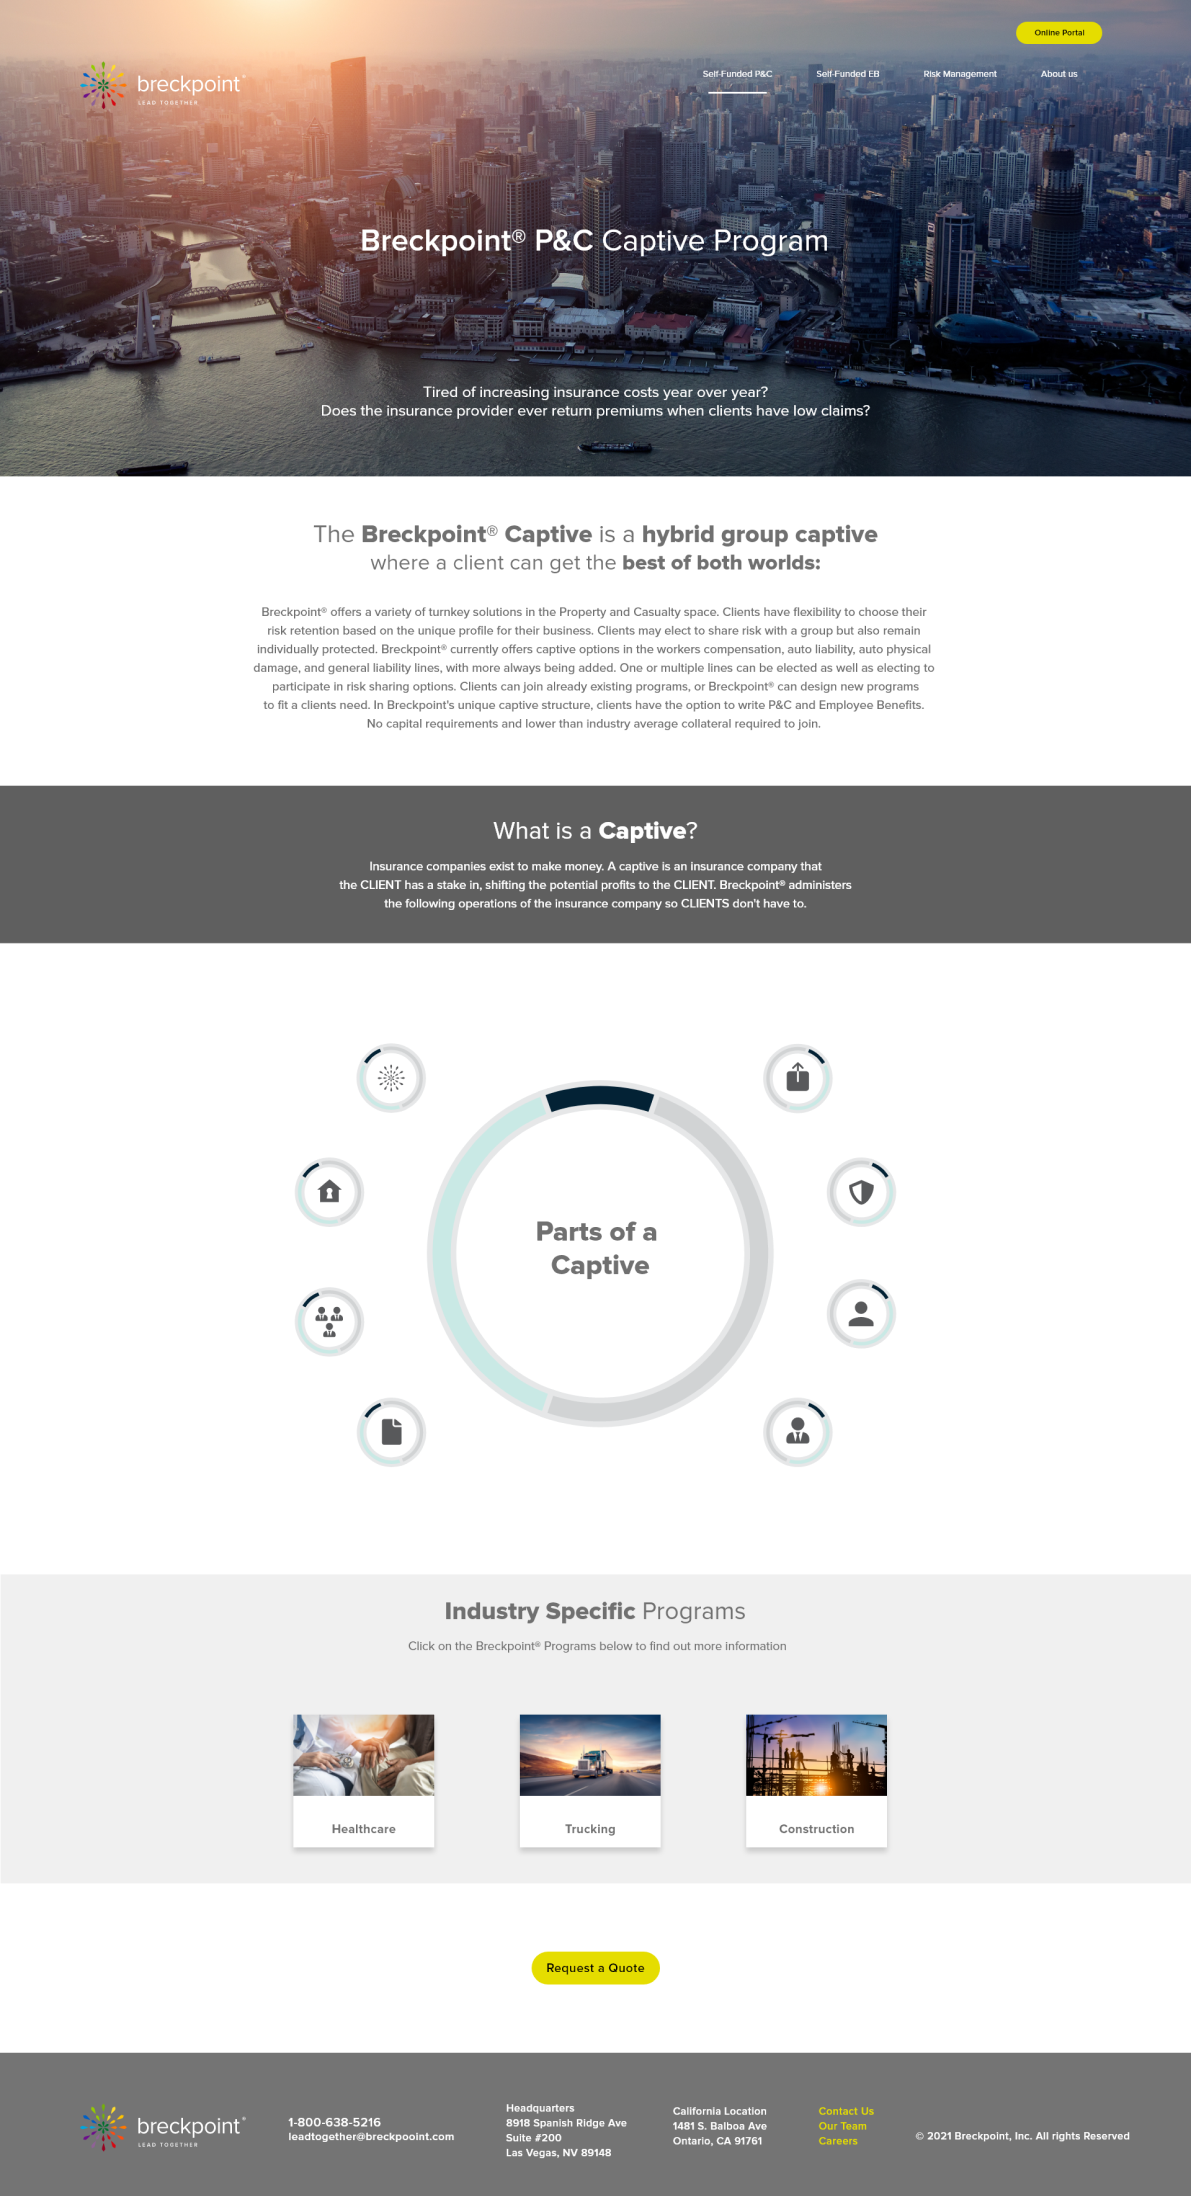 Online Portal
breckpoint®
LEAD TOGETHER
Self-Funded P&C
Self-Funded EB
Risk Management
About us
Breckpoint® P&C Captive Program
Tired of increasing insurance costs year over year?
Does the insurance provider ever return premiums when clients have low claims?
The Breckpoint® Captive is a hybrid group captive
where a client can get the best of both worlds:
Breckpoint® offers a variety of turnkey solutions in the Property and Casualty space. Clients have flexibility to choose their
risk retention based on the unique profile for their business. Clients may elect to share risk with a group but also remain
individually protected. Breckpoint® currently offers captive options in the workers compensation, auto liability, auto physical
damage, and general liability lines, with more always being added. One or multiple lines can be elected as well as electing to
participate in risk sharing options. Clients can join already existing programs, or Breckpoint® can design new programs
to fit a clients need. In Breckpoint's unique captive structure, clients have the option to write P&C and Employee Benefits.
No capital requirements and lower than industry average collateral required to join.
What is a Captive?
Insurance companies exist to make money. A captive is an insurance company that
the CLIENT has a stake in, shifting the potential profits to the CLIENT. Breckpoint® administers
the following operations of the insurance company so CLIENTS don't have to.
Parts of a
Captive
Industry Specific Programs
Click on the Breckpoint® Programs below to find out more information
Healthcare
Trucking
Construction
Request a Quote
breckpoint®
LEAD TOGETHER
1-800-638-5216
leadtogether@breckpooint.com
Headquarters
8918 Spanish Ridge Ave
Suite #200
Las Vegas, NV 89148
California Location
1481 S. Balboa Ave
Ontario, CA 91761
Contact Us
Our Team
Careers
© 2021 Breckpoint, Inc. All rights Reserved